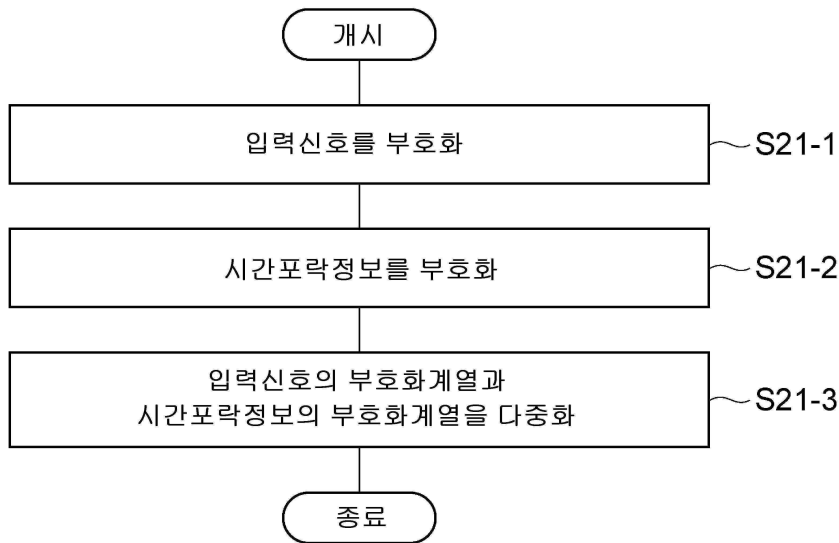 개시
입력신호를 부호화
S21-1
시간포락정보를 부호화
S21-2
입력신호의 부호화계열과
시간포락정보의 부호화계열을 다중화
S21-3
종료